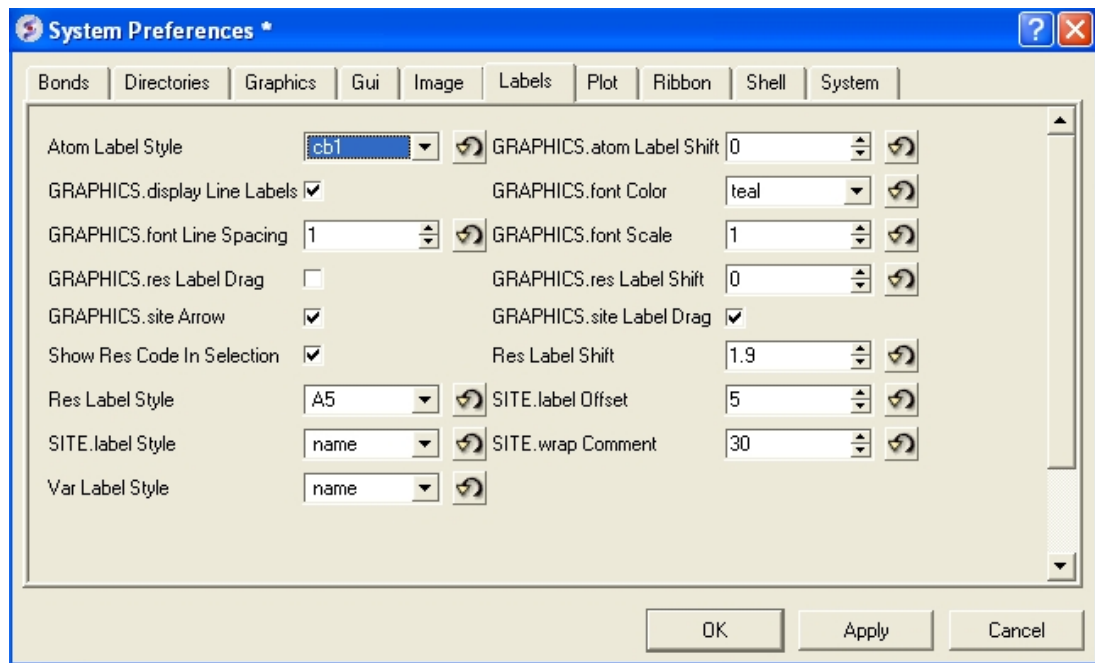 System Preferences *
Bonds Directories Graphics Gui Image Labels Plot Ribbon Shell System
Atom Label Style cb1 GRAPHICS.atom Label Shift 0
GRAPHICS.display Line Labels GRAPHICS.font Color teal
GRAPHICS.font Line Spacing 1 GRAPHICS.font Scale 1
GRAPHICS.res Label Drag GRAPHICS.res Label Shift 0
GRAPHICS.site Arrow GRAPHICS.site Label Drag
Show Res Code In Selection Res Label Shift 1.9
Res Label Style A5 SITE.label Offset 5
SITE.label Style name SITE.wrap Comment 30
Var Label Style name
OK Apply Cancel